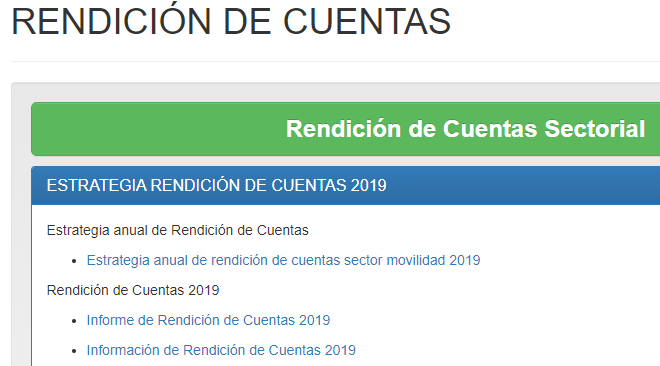 RENDICIÓN DE CUENTAS
Rendición de Cuentas Sectorial
ESTRATEGIA RENDICIÓN DE CUENTAS 2019
Estrategia anual de Rendición de Cuentas
Estrategia anual de rendición de cuentas sector movilidad 2019
Rendición de Cuentas 2019
Informe de Rendición de Cuentas 2019
Información de Rendición de Cuentas 2019